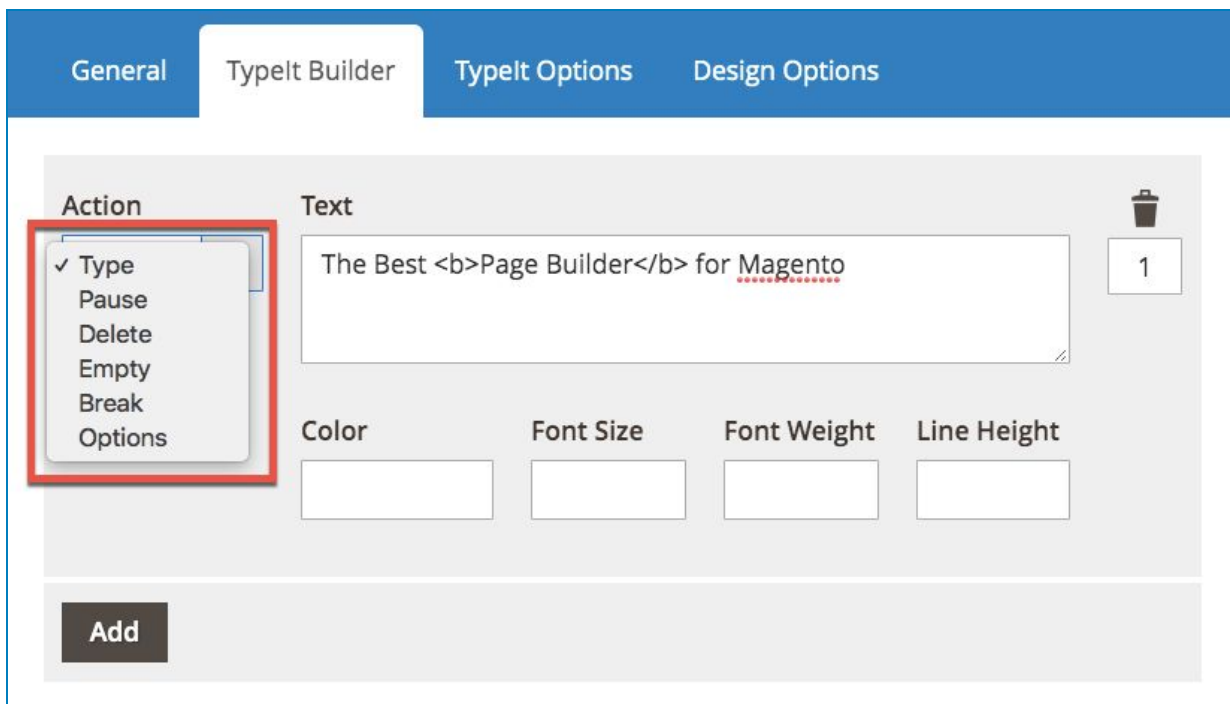 General TypeIt Builder TypeIt Options Design Options
Action Text
✓ Type
Pause
Delete
Empty
Break
Options
The Best <b>Page Builder</b> for Magento
1
Color Font Size Font Weight Line Height
Add